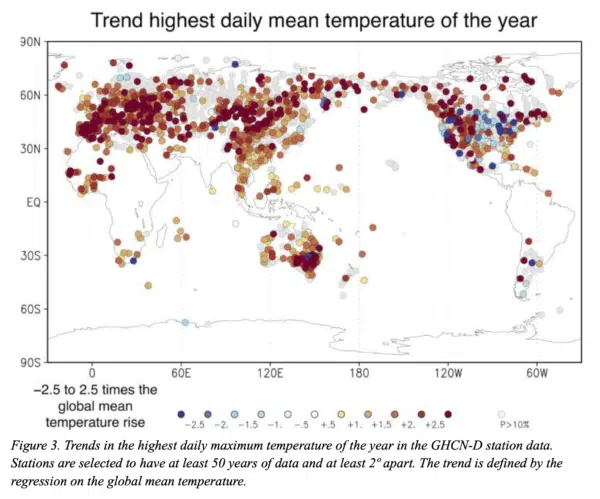 Trend highest daily mean temperature of the year
90N
60N
30N
EQ
30S
60S
90S
0 60E 120E 180 120W 60W
−2.5 to 2.5 times the
global mean
temperature rise
-2.5 -2. -1.5 -1. -.5 +.5 +1. +1.5 +2. +2.5 P>10%
Figure 3. Trends in the highest daily maximum temperature of the year in the GHCN-D station data.
Stations are selected to have at least 50 years of data and at least 2º apart. The trend is defined by the
regression on the global mean temperature.